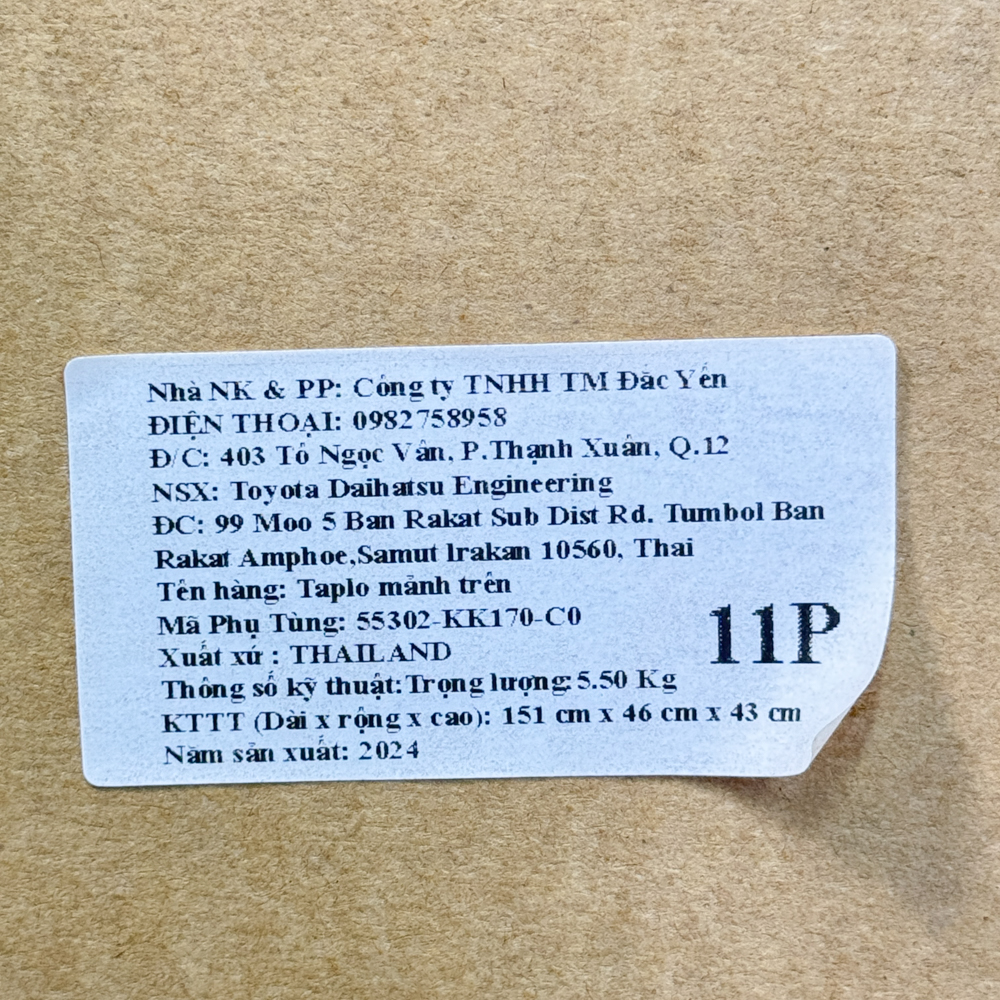 Nhà NK & PP: Công ty TNHH TM Đắc Yến
ĐIỆN THOẠI: 0982758958
Đ/C: 403 Tô Ngọc Vân, P.Thạnh Xuân, Q.12
NSX: Toyota Daihatsu Engineering
ĐC: 99 Moo 5 Ban Rakat Sub Dist Rd. Tumbol Ban
Rakat Amphoe,Samut Irakan 10560, Thai
Tên hàng: Taplo mảnh trên
Mã Phụ Tùng: 55302-KK170-C0
Xuất xứ : THAILAND
11P
Thông số kỹ thuật:Trọng lượng:5.50 Kg
KTTT (Dài x rộng x cao): 151 cm x 46 cm x 43 cm
Năm sản xuất: 2024